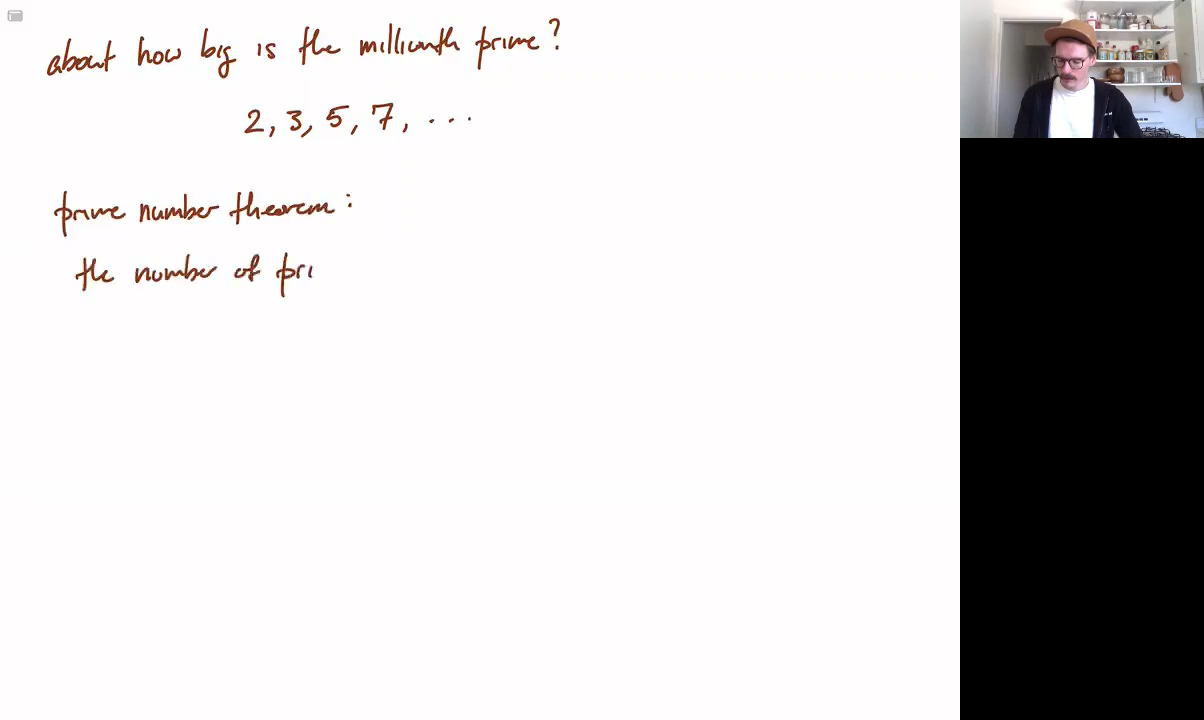 about how big is the millionth prime?
2, 3, 5, 7, ...
prime number theorem:
the number of pri